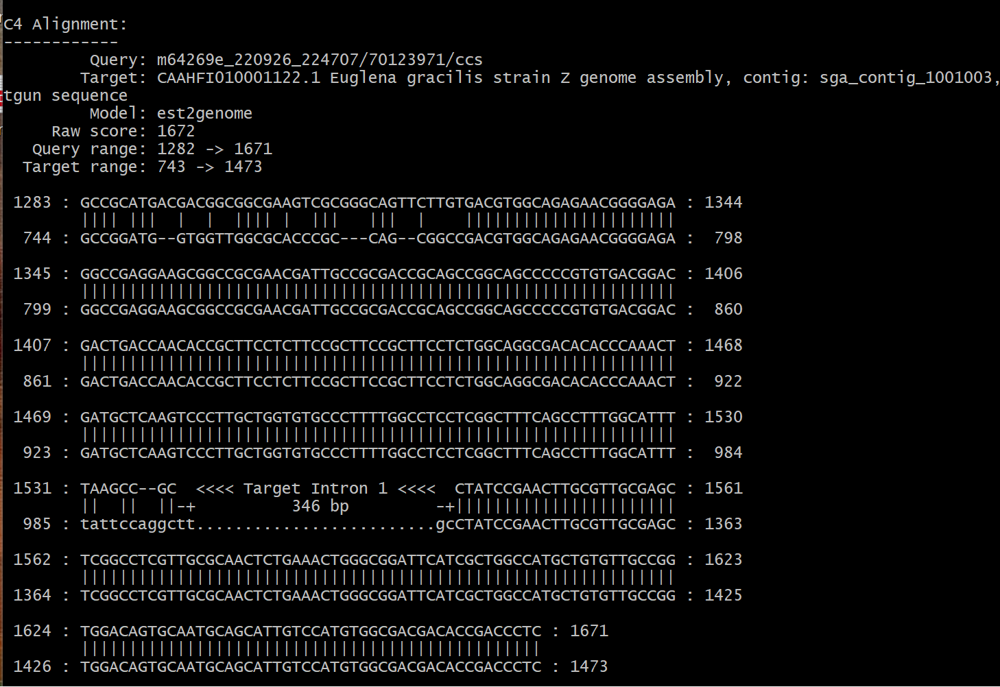 C4 Alignment:
------------
Query: m64269e_220926_224707/70123971/ccs
Target: CAAHFI010001122.1 Euglena gracilis strain Z genome assembly, contig: sga_contig_1001003,
tgun sequence
Model: est2genome
Raw score: 1672
Query range: 1282 -> 1671
Target range: 743 -> 1473
1283 : GCCGCATGACGACGGCGGCGAAGTCGCGGGCAGTTCTTGTGACGTGGCAGAGAACGGGGAGA : 1344
|||| |||  |  |  |||| |  |||   |||  |    ||||||||||||||||||||||
744 : GCCGGATG--GTGGTTGGCGCACCCGC---CAG--CGGCCGACGTGGCAGAGAACGGGGAGA : 798
1345 : GGCCGAGGAAGCGGCCGCGAACGATTGCCGCGACCGCAGCCGGCAGCCCCCGTGTGACGGAC : 1406
||||||||||||||||||||||||||||||||||||||||||||||||||||||||||||||
799 : GGCCGAGGAAGCGGCCGCGAACGATTGCCGCGACCGCAGCCGGCAGCCCCCGTGTGACGGAC : 860
1407 : GACTGACCAACACCGCTTCCTCTTCCGCTTCCGCTTCCTCTGGCAGGCGACACACCCAAACT : 1468
||||||||||||||||||||||||||||||||||||||||||||||||||||||||||||||
861 : GACTGACCAACACCGCTTCCTCTTCCGCTTCCGCTTCCTCTGGCAGGCGACACACCCAAACT : 922
1469 : GATGCTCAAGTCCCTTGCTGGTGTGCCCTTTTGGCCTCCTCGGCTTTCAGCCTTTGGCATTT : 1530
||||||||||||||||||||||||||||||||||||||||||||||||||||||||||||||
923 : GATGCTCAAGTCCCTTGCTGGTGTGCCCTTTTGGCCTCCTCGGCTTTCAGCCTTTGGCATTT : 984
1531 : TAAGCC--GC  <<<< Target Intron 1 <<<<  CTATCCGAACTTGCGTTGCGAGC : 1561
||  ||  ||-+          346 bp         -+|||||||||||||||||||||||
985 : tattccaggctt.........................gcCTATCCGAACTTGCGTTGCGAGC : 1363
1562 : TCGGCCTCGTTGCGCAACTCTGAAACTGGGCGGATTCATCGCTGGCCATGCTGTGTTGCCGG : 1623
||||||||||||||||||||||||||||||||||||||||||||||||||||||||||||||
1364 : TCGGCCTCGTTGCGCAACTCTGAAACTGGGCGGATTCATCGCTGGCCATGCTGTGTTGCCGG : 1425
1624 : TGGACAGTGCAATGCAGCATTGTCCATGTGGCGACGACACCGACCCTC : 1671
||||||||||||||||||||||||||||||||||||||||||||||||
1426 : TGGACAGTGCAATGCAGCATTGTCCATGTGGCGACGACACCGACCCTC : 1473